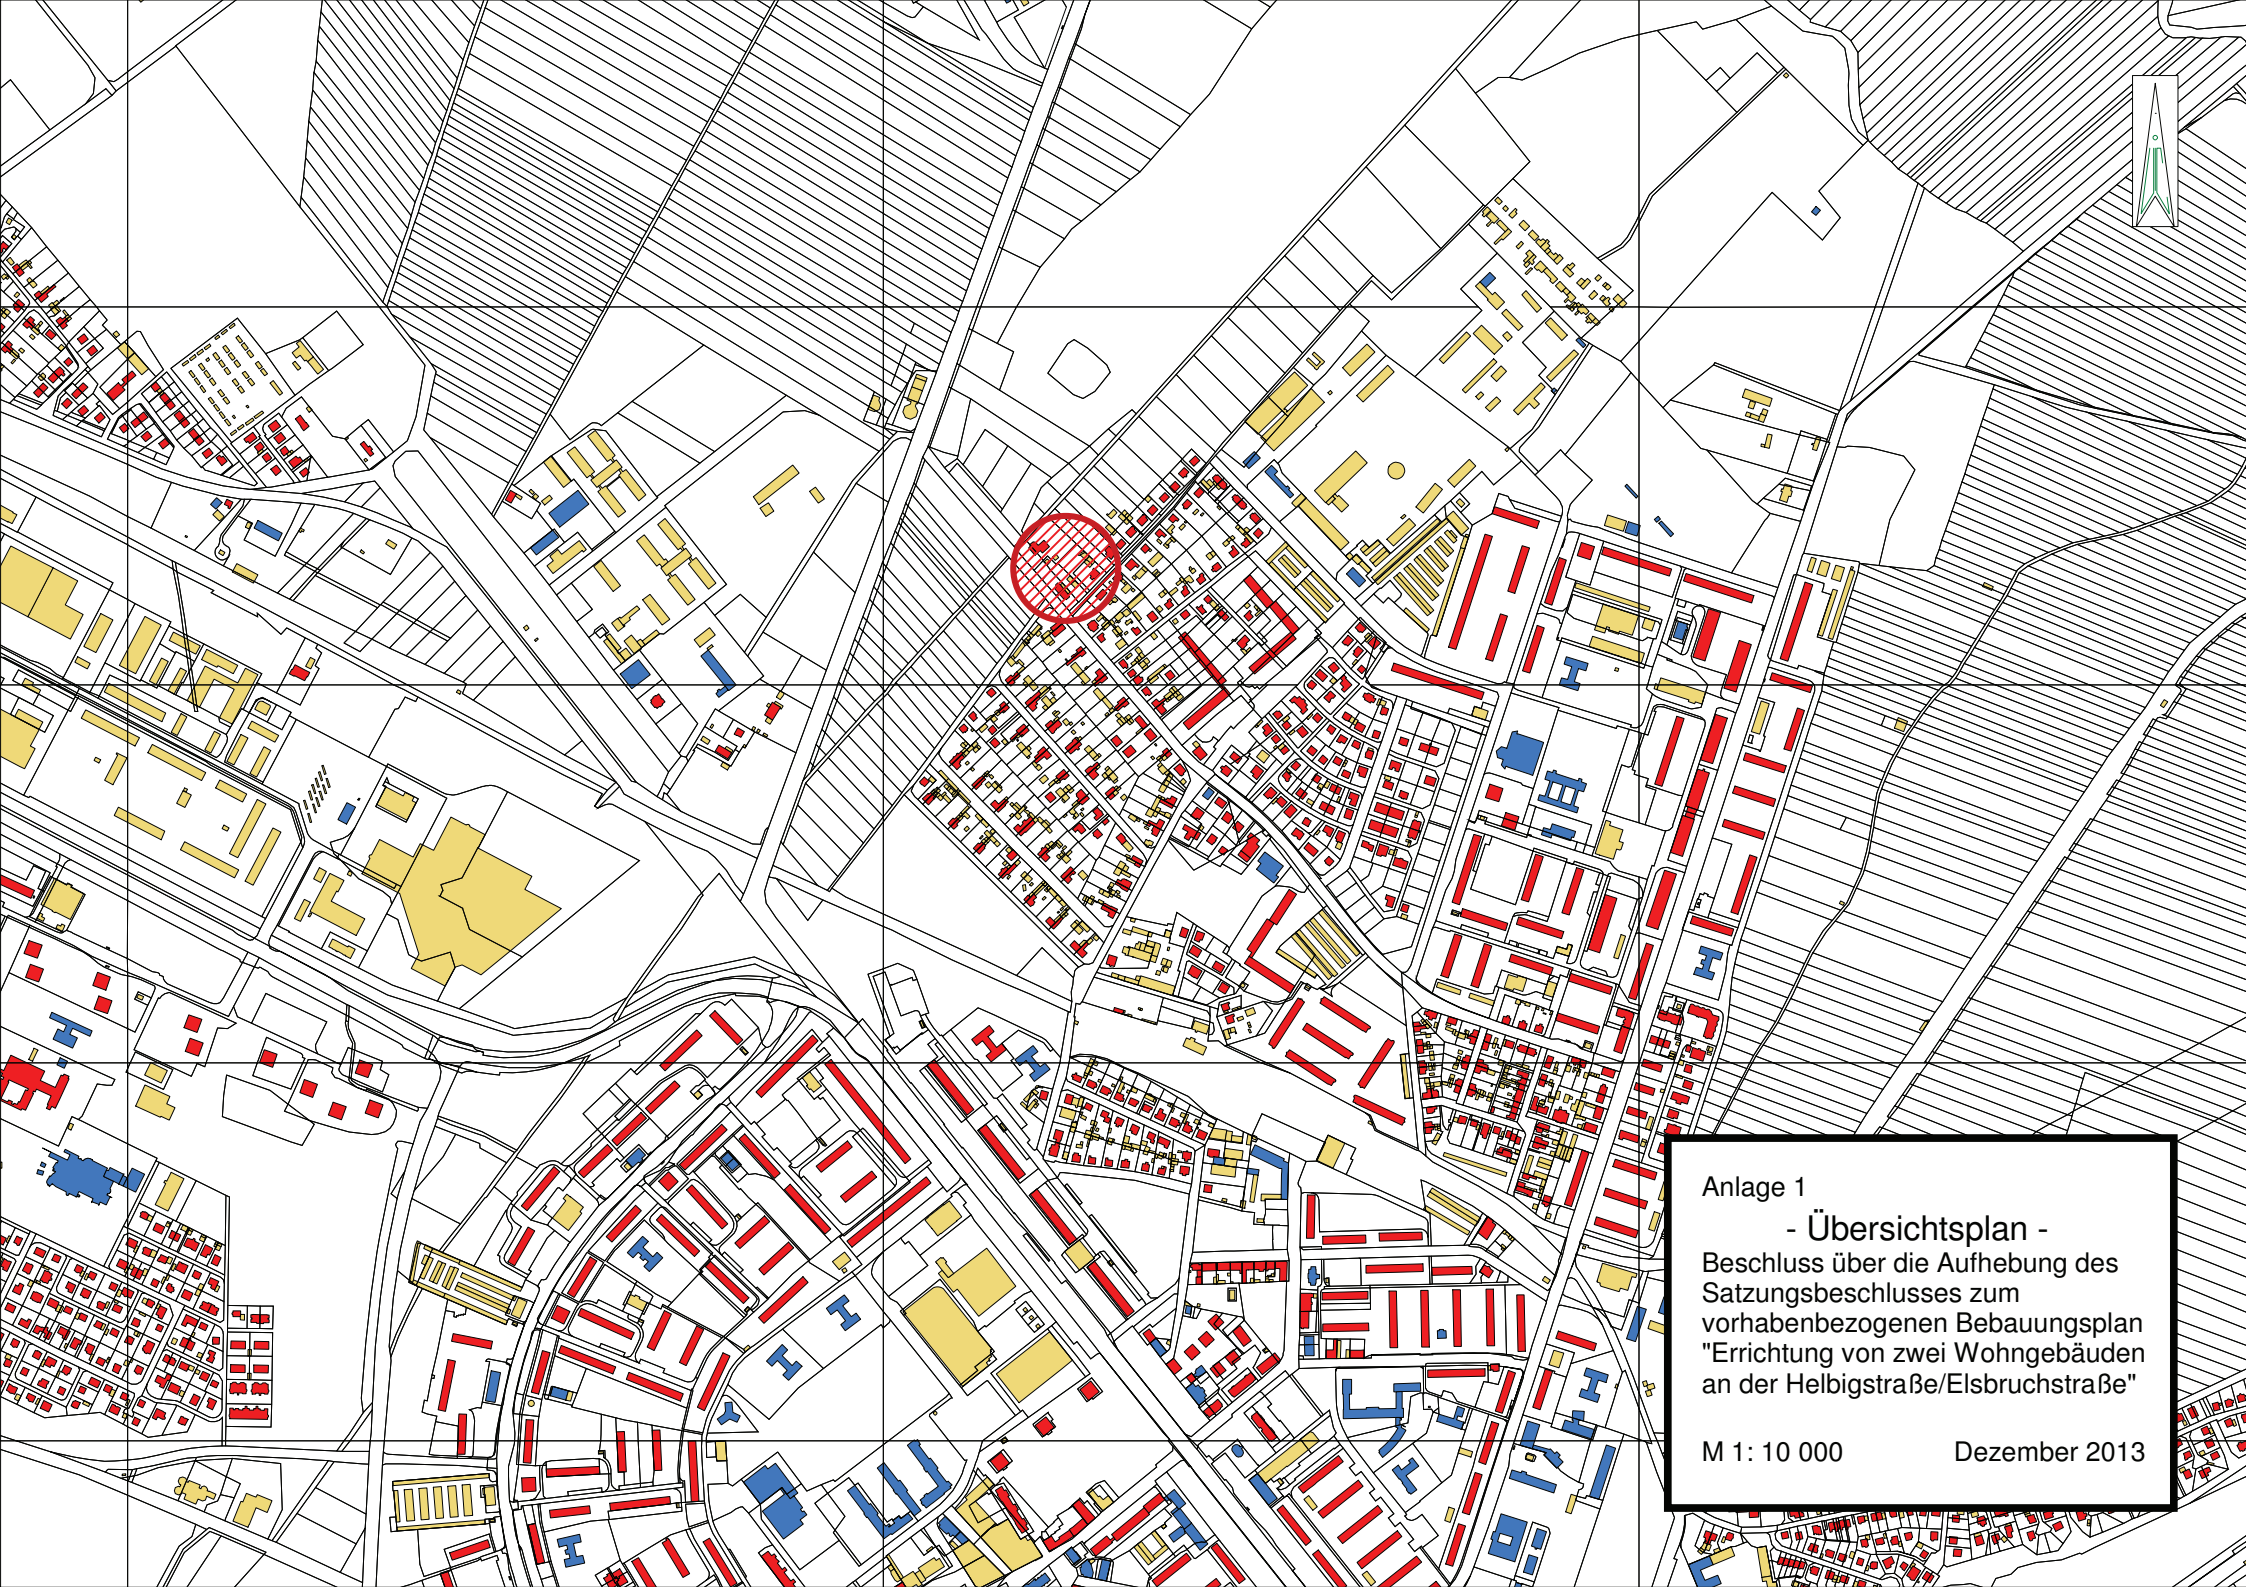 Anlage 1
- Übersichtsplan -
Beschluss über die Aufhebung des
Satzungsbeschlusses zum
vorhabenbezogenen Bebauungsplan
"Errichtung von zwei Wohngebäuden
an der Helbigstraße/Elsbruchstraße"
M 1: 10 000 Dezember 2013